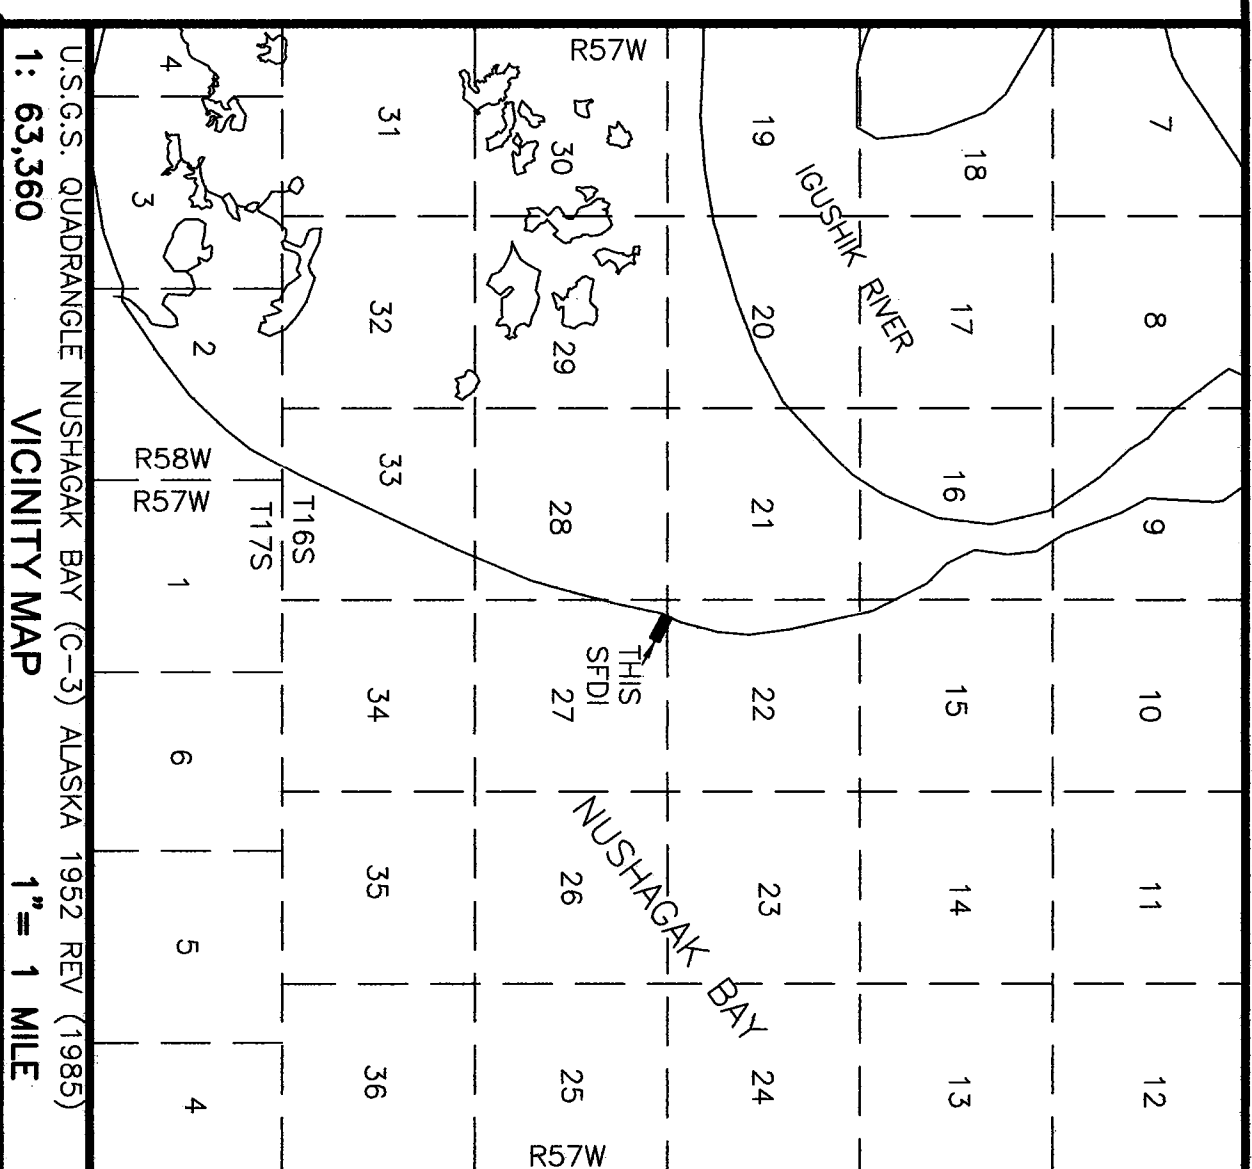 7 8 9 10 11 12
18 17 16 15 14 13
IGUSHIK RIVER
19 20 21 22 23 24
NUSHAGAK BAY
R57W
THIS
SFDI
30 29 28 27 26 25
R57W
31 32 33 34 35 36
T16S
T17S
R58W
R57W
4 3 2 1 6 5 4
U.S.G.S. QUADRANGLE NUSHAGAK BAY (C-3) ALASKA 1952 REV (1985)
1: 63,360 VICINITY MAP 1"= 1 MILE